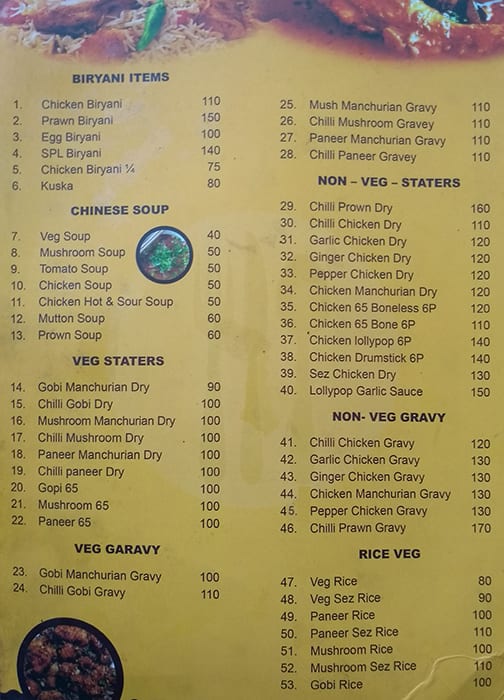 BIRYANI ITEMS
1. Chicken Biryani 110
2. Prawn Biryani 150
3. Egg Biryani 100
4. SPL Biryani 140
5. Chicken Biryani ¼ 75
6. Kuska 80
CHINESE SOUP
7. Veg Soup 40
8. Mushroom Soup 50
9. Tomato Soup 50
10. Chicken Soup 50
11. Chicken Hot & Sour Soup 50
12. Mutton Soup 60
13. Prown Soup 60
VEG STATERS
14. Gobi Manchurian Dry 90
15. Chilli Gobi Dry 100
16. Mushroom Manchurian Dry 100
17. Chilli Mushroom Dry 100
18. Paneer Manchurian Dry 100
19. Chilli paneer Dry 100
20. Gopi 65 100
21. Mushroom 65 100
22. Paneer 65 100
VEG GARAVY
23. Gobi Manchurian Gravy 100
24. Chilli Gobi Gravy 110
25. Mush Manchurian Gravy 110
26. Chilli Mushroom Gravey 110
27. Paneer Manchurian Gravy 110
28. Chilli Paneer Gravey 110
NON – VEG – STATERS
29. Chilli Prown Dry 160
30. Chilli Chicken Dry 110
31. Garlic Chicken Dry 120
32. Ginger Chicken Dry 120
33. Pepper Chicken Dry 120
34. Chicken Manchurian Dry 120
35. Chicken 65 Boneless 6P 120
36. Chicken 65 Bone 6P 110
37. Chicken lollypop 6P 140
38. Chicken Drumstick 6P 140
39. Sez Chicken Dry 130
40. Lollypop Garlic Sauce 150
NON- VEG GRAVY
41. Chilli Chicken Gravy 120
42. Garlic Chicken Gravy 130
43. Ginger Chicken Gravy 130
44. Chicken Manchurian Gravy 130
45. Pepper Chicken Gravy 130
46. Chilli Prawn Gravy 170
RICE VEG
47. Veg Rice 80
48. Veg Sez Rice 90
49. Paneer Rice 100
50. Paneer Sez Rice 110
51. Mushroom Rice 100
52. Mushroom Sez Rice 110
53. Gobi Rice 100